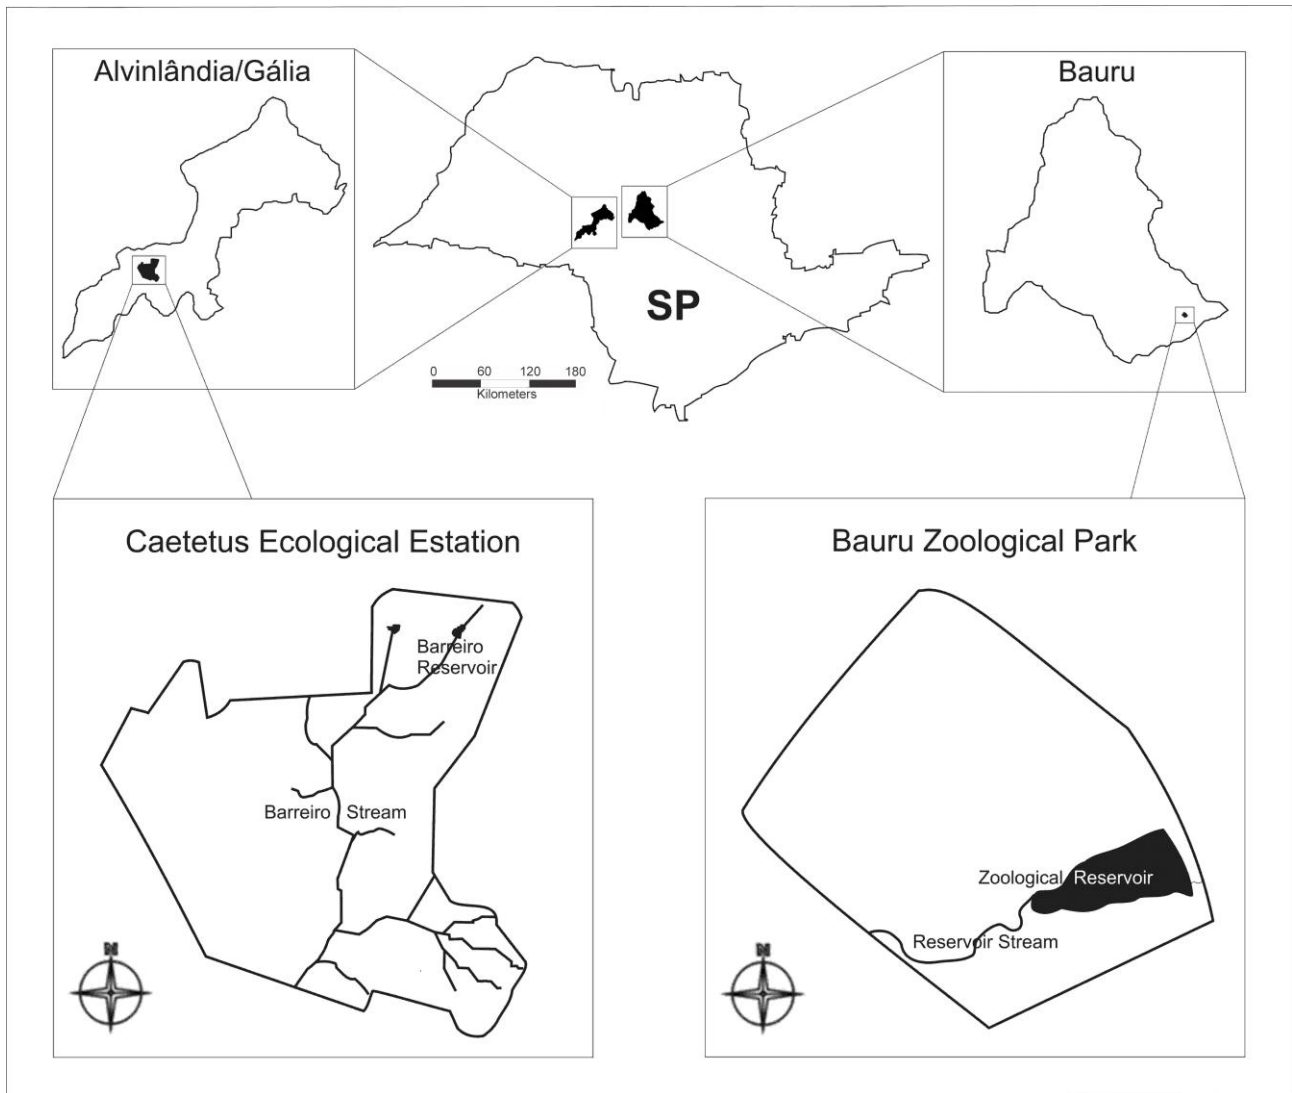 Alvinlândia/Gália
Bauru
SP
0 60 120 180
Kilometers
Caetetus Ecological Estation
Barreiro
Reservoir
Barreiro Stream
N
Bauru Zoological Park
Zoological Reservoir
Reservoir Stream
N